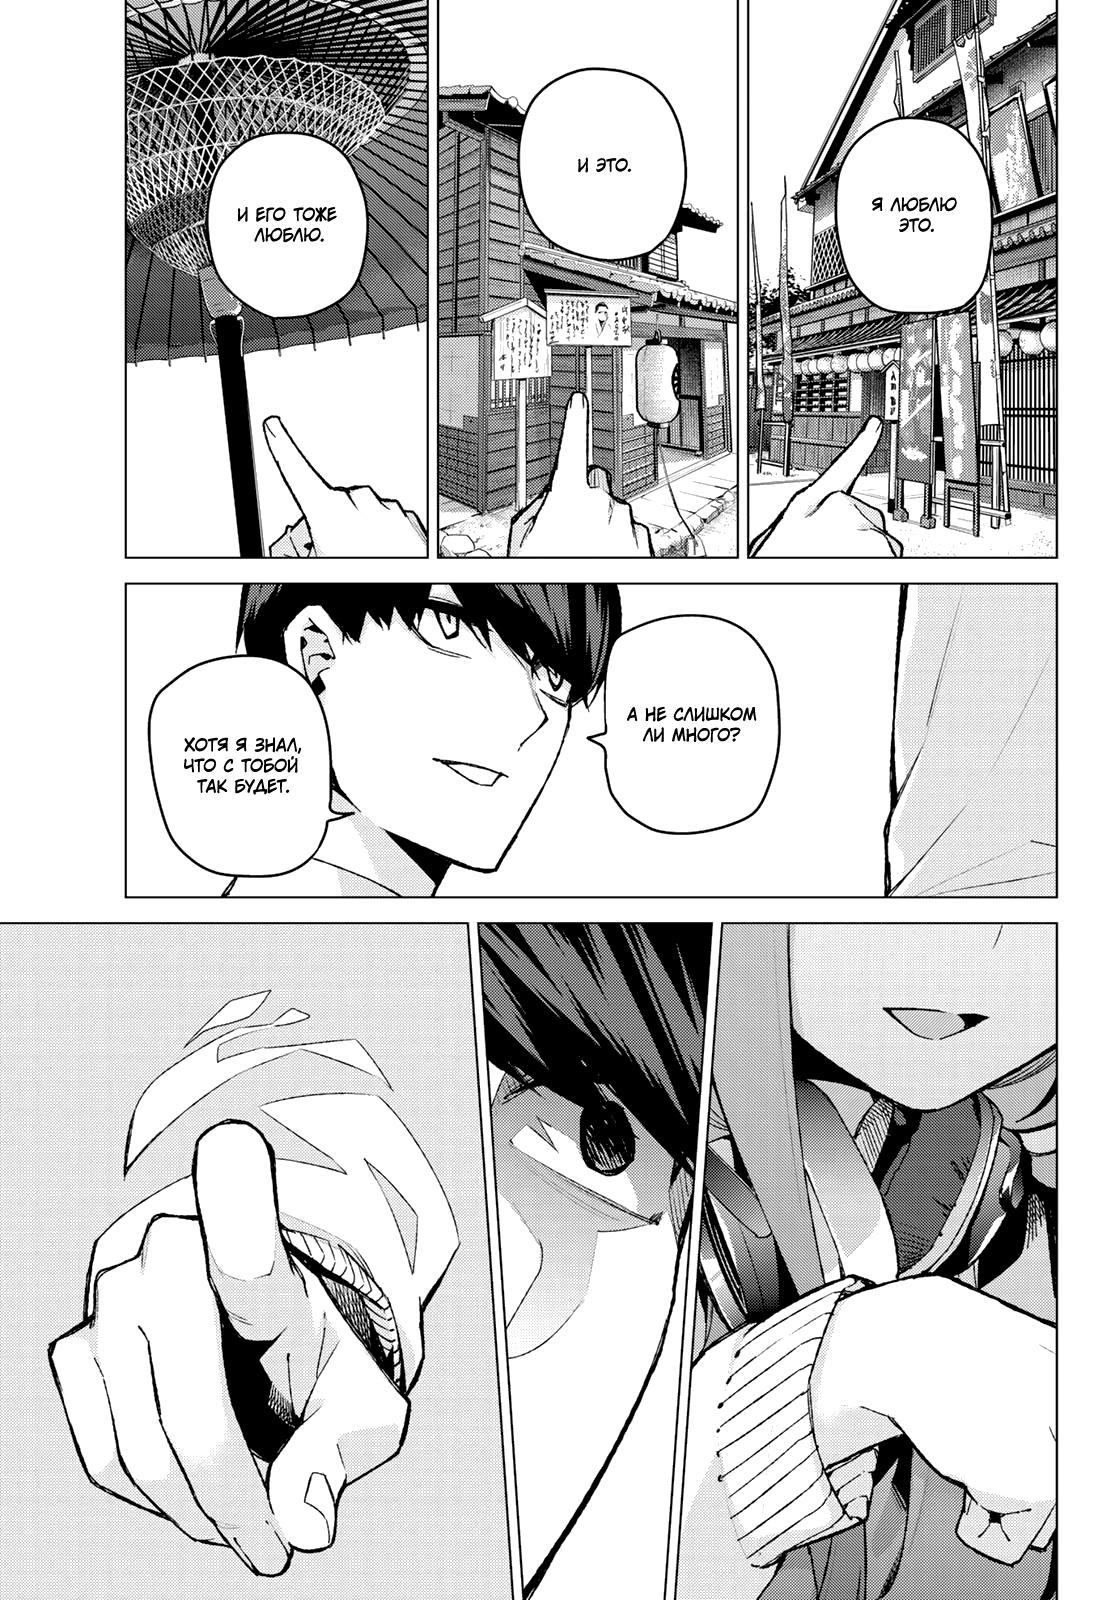 Я ЛЮБЛЮ
ЭТО.
И ЭТО.
И ЕГО ТОЖЕ
ЛЮБЛЮ.
А НЕ СЛИШКОМ
ЛИ МНОГО?
ХОТЯ Я ЗНАЛ,
ЧТО С ТОБОЙ
ТАК БУДЕТ.